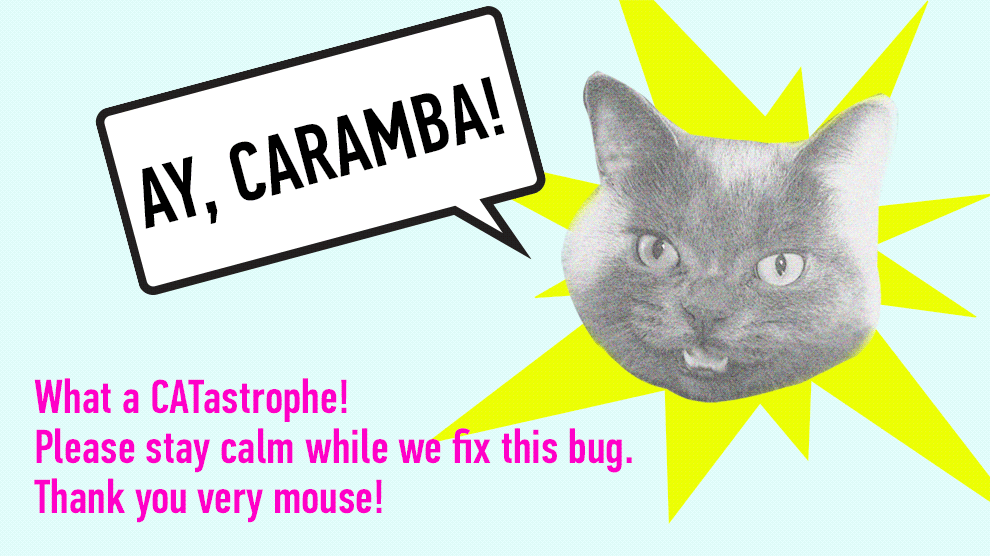 AY, CARAMBA!
What a CATastrophe!
Please stay calm while we fix this bug.
Thank you very mouse!